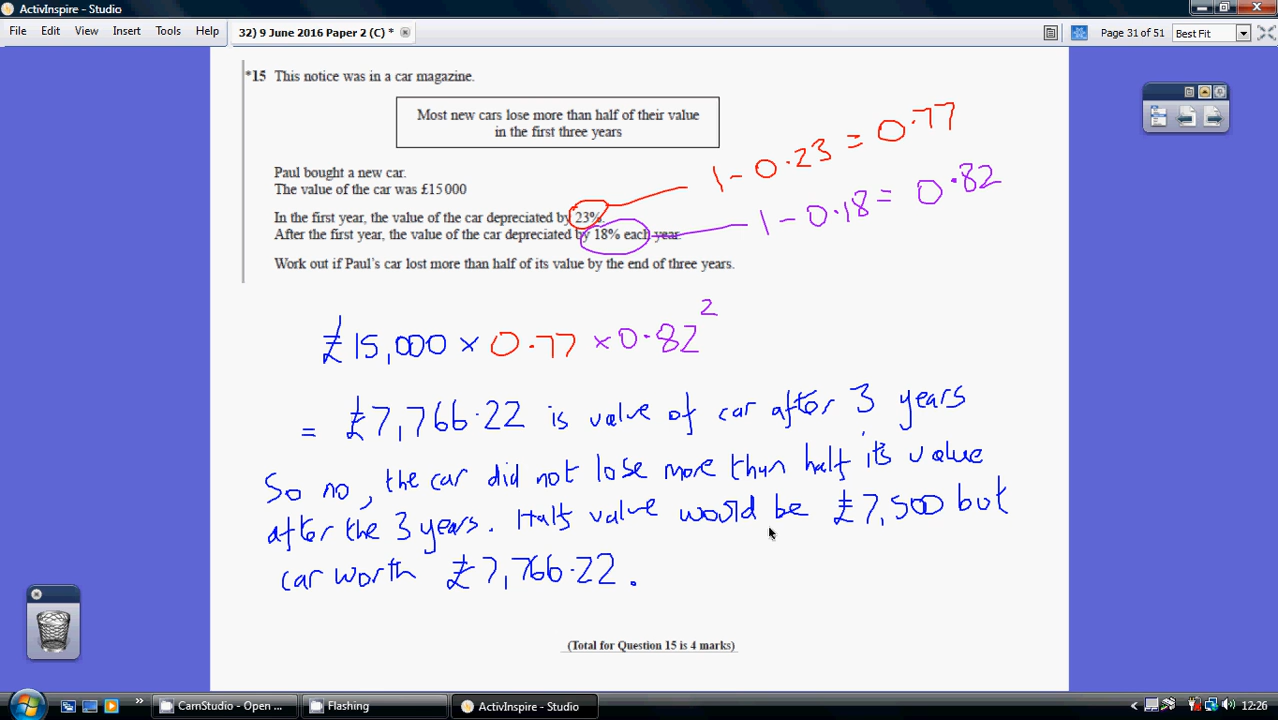 ActivInspire - Studio
File Edit View Insert Tools Help 32) 9 June 2016 Paper 2 (C) * Page 31 of 51 Best Fit
*15 This notice was in a car magazine.
Most new cars lose more than half of their value
in the first three years
Paul bought a new car.
The value of the car was £15 000
In the first year, the value of the car depreciated by 23%.
After the first year, the value of the car depreciated by 18% each year.
Work out if Paul's car lost more than half of its value by the end of three years.
1 - 0.23 = 0.77
1 - 0.18 = 0.82
£15,000 × 0.77 × 0.82²
= £7,766.22 is value of car after 3 years
So no, the car did not lose more than half it's value
after the 3 years. Half value would be £7,500 but
car worth £7,766.22.
(Total for Question 15 is 4 marks)
CamStudio - Open ... Flashing ActivInspire - Studio 12:26